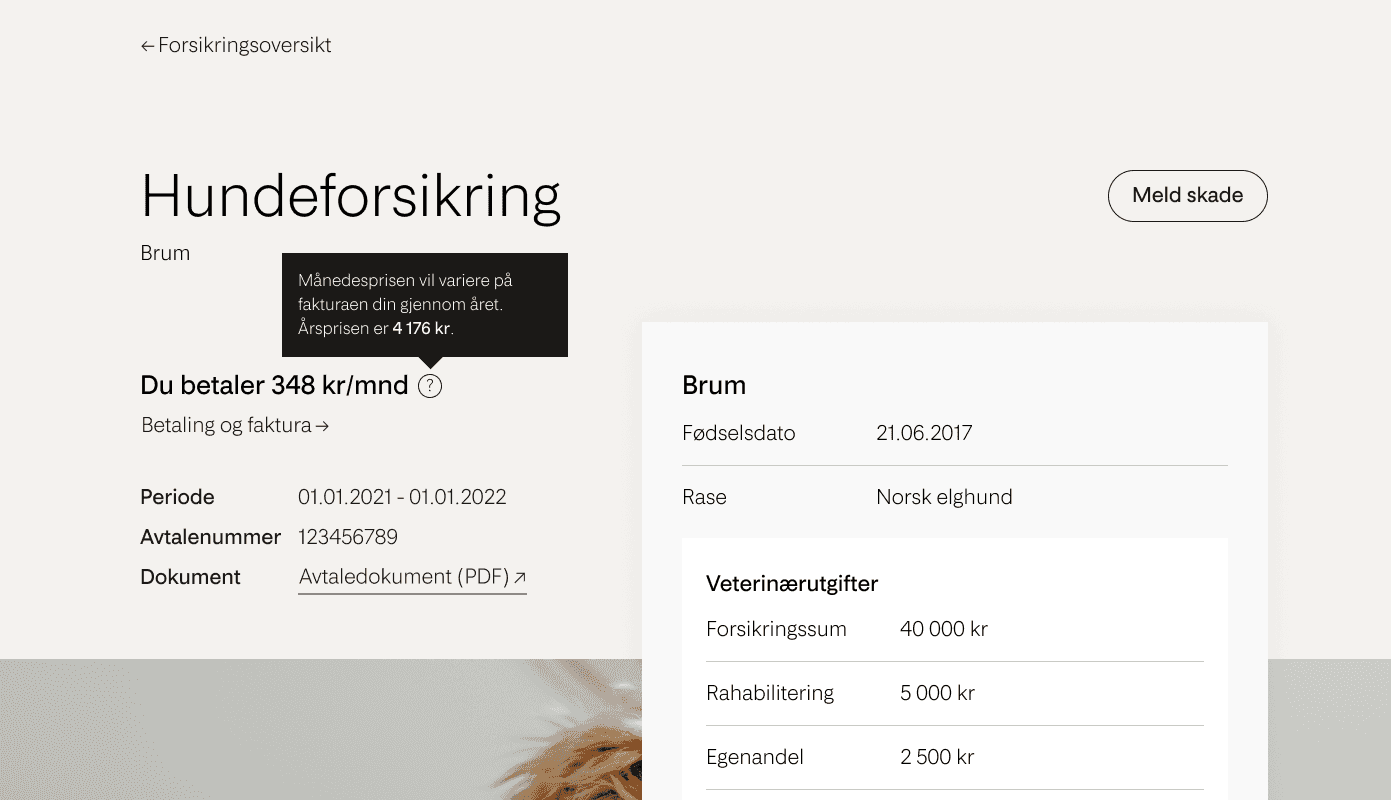 ← Forsikringsoversikt
Hundeforsikring
Meld skade
Brum
Månedesprisen vil variere på
fakturaen din gjennom året.
Årsprisen er 4 176 kr.
Du betaler 348 kr/mnd ?
Betaling og faktura →
Periode 01.01.2021 - 01.01.2022
Avtalenummer 123456789
Dokument Avtaledokument (PDF) ↗
Brum
Fødselsdato 21.06.2017
Rase Norsk elghund
Veterinærutgifter
Forsikringssum 40 000 kr
Rahabilitering 5 000 kr
Egenandel 2 500 kr